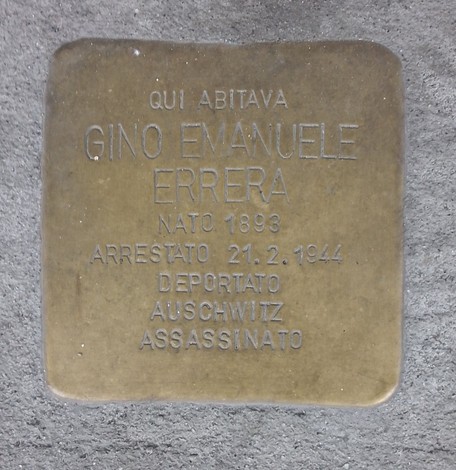 QUI ABITAVA
GINO EMANUELE
ERRERA
NATO 1893
ARRESTATO 21.2.1944
DEPORTATO
AUSCHWITZ
ASSASSINATO